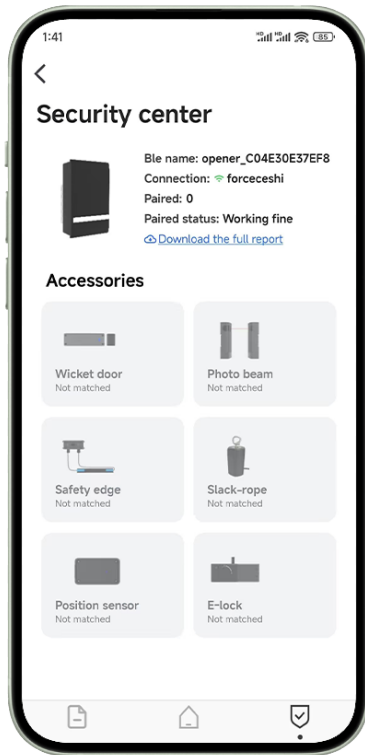 1:41
HD HD 85
Security center
Ble name: opener_C04E30E37EF8
Connection: forceceshi
Paired: 0
Paired status: Working fine
Download the full report
Accessories
Wicket door
Not matched
Photo beam
Not matched
Safety edge
Not matched
Slack-rope
Not matched
Position sensor
Not matched
E-lock
Not matched